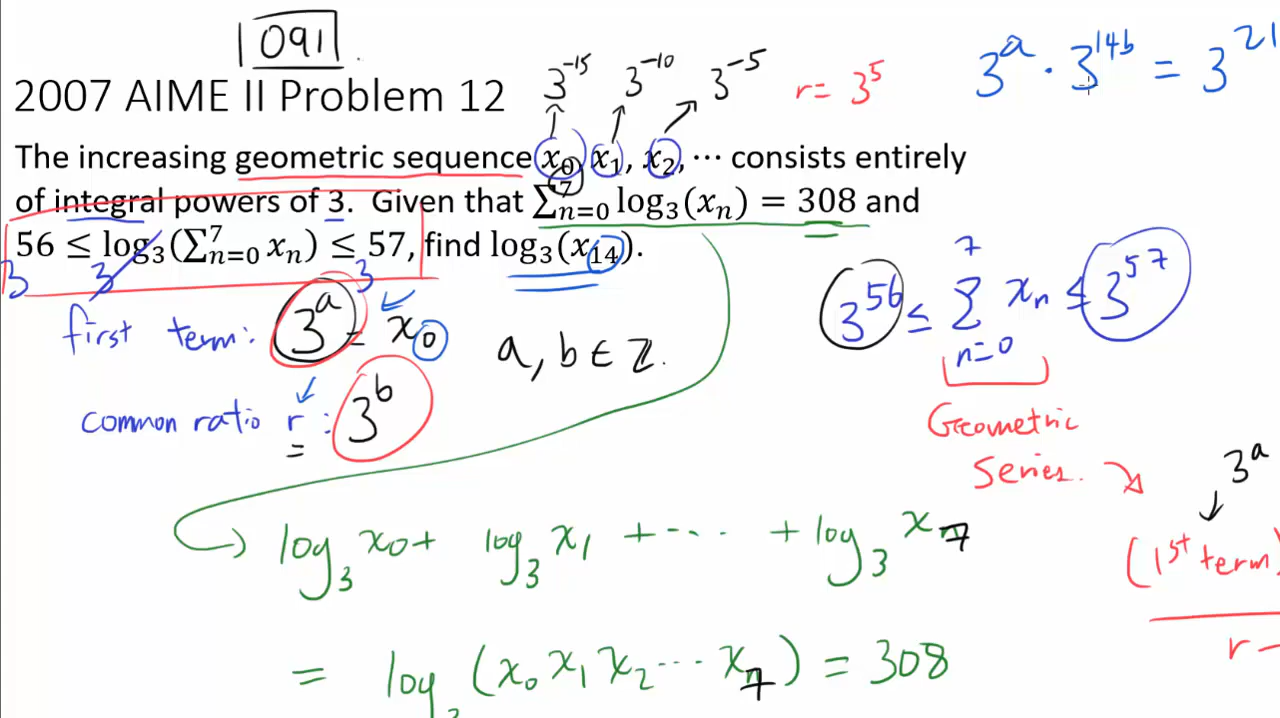 091
3^-15 3^-10 3^-5 r = 3^5 3^a · 3^14b = 3^21
2007 AIME II Problem 12
The increasing geometric sequence x₀, x₁, x₂, ⋯ consists entirely
of integral powers of 3. Given that ∑_{n=0}^{7} log₃(xₙ) = 308 and
56 ≤ log₃(∑_{n=0}^{7} xₙ) ≤ 57, find log₃(x₁₄).
3 3 3
first term: 3^a = x₀
a, b ∈ ℤ.
3^56 ≤ ∑_{n=0}^{7} xₙ ≤ 3^57
common ratio r : 3^b
=
Geometric
Series.
3^a
(1st term)
r −
log₃ x₀ + log₃ x₁ + ⋯ + log₃ x₇
= log₃ (x₀ x₁ x₂ ⋯ x₇) = 308